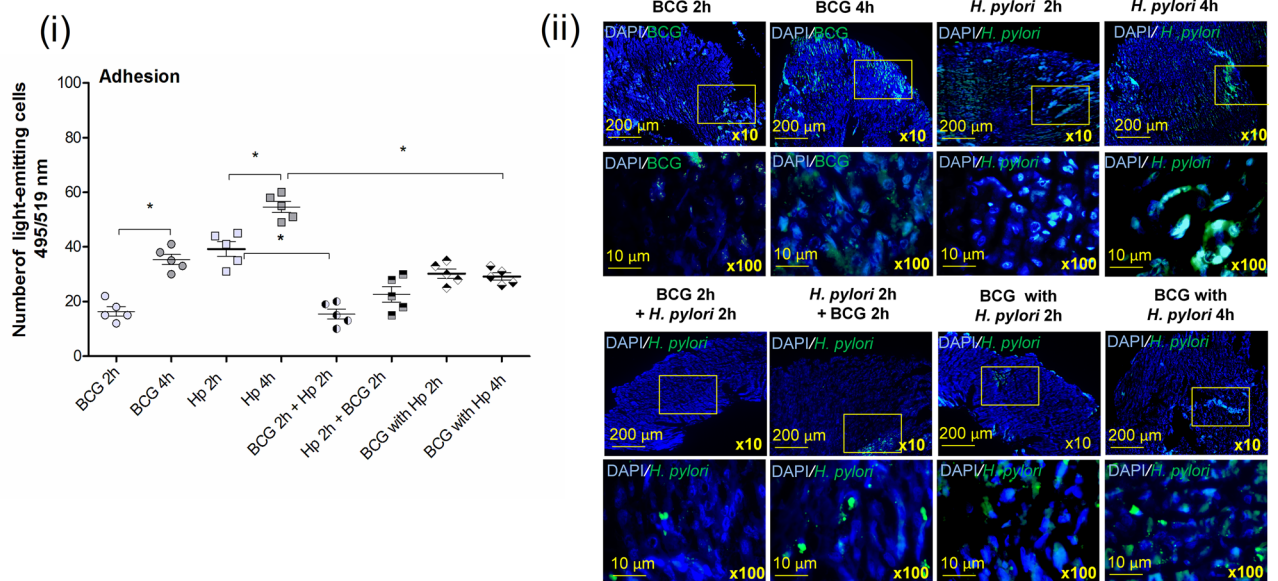 (i)
Adhesion
Numberof light-emitting cells
495/519 nm
100
80
60
40
20
0
*
*
*
*
BCG 2h
BCG 4h
Hp 2h
Hp 4h
BCG 2h + Hp 2h
Hp 2h + BCG 2h
BCG with Hp 2h
BCG with Hp 4h
(ii)
BCG 2h
BCG 4h
H. pylori 2h
H. pylori 4h
DAPI/BCG
200 µm
x10
DAPI/BCG
200 µm
x10
DAPI/H. pylori
200 µm
x10
DAPI/ H ,pylori
200 µm
x10
DAPI/BCG
10 µm
x100
DAPI/BCG
10 µm
x100
DAPI/H. pylori
10 µm
x100
DAPI/ H. pylori
10 µm
x100
BCG 2h
+ H. pylori 2h
H. pylori 2h
+ BCG 2h
BCG with
H. pylori 2h
BCG with
H. pylori 4h
DAPI/H. pylori
200 µm
x10
DAPI/H. pylori
200 µm
x10
DAPI/H. pylori
200 µm
x10
DAPI/H. pylori
200 µm
x10
DAPI/H. pylori
10 µm
x100
DAPI/H. pylori
10 µm
x100
DAPI/H. pylori
10 µm
x100
DAPI/H. pylori
10 µm
x100